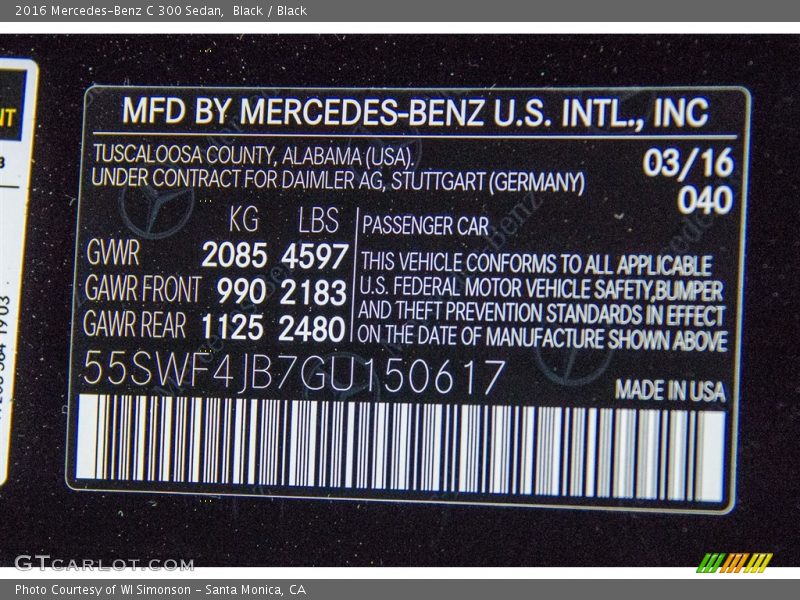 2016 Mercedes-Benz C 300 Sedan,  Black / Black
NT
MFD BY MERCEDES-BENZ U.S. INTL., INC
TUSCALOOSA COUNTY, ALABAMA (USA). 03/16
UNDER CONTRACT FOR DAIMLER AG, STUTTGART (GERMANY)
040
KG LBS
GVWR 2085 4597
GAWR FRONT 990 2183
GAWR REAR 1125 2480
PASSENGER CAR
THIS VEHICLE CONFORMS TO ALL APPLICABLE
U.S. FEDERAL MOTOR VEHICLE SAFETY,BUMPER
AND THEFT PREVENTION STANDARDS IN EFFECT
ON THE DATE OF MANUFACTURE SHOWN ABOVE
55SWF4JB7GU150617
MADE IN USA
GTCARLOT.COM
Photo Courtesy of WI Simonson - Santa Monica, CA